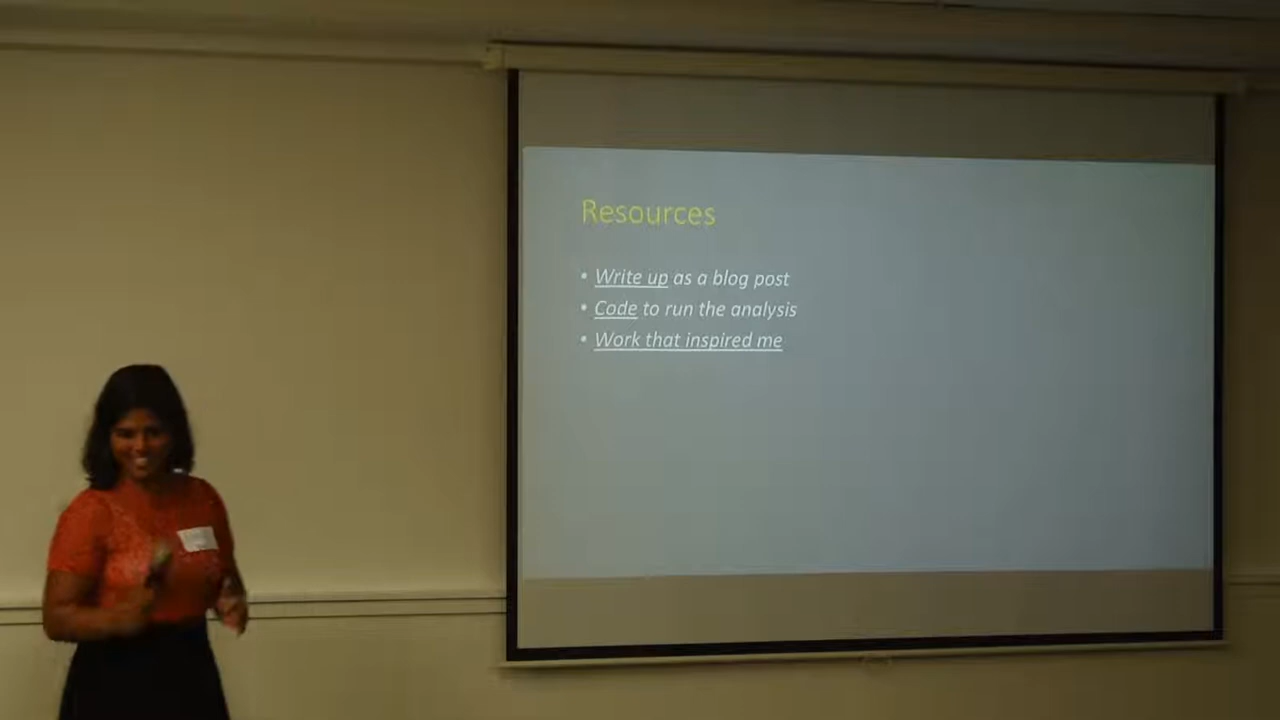 Resources
• Write up as a blog post
• Code to run the analysis
• Work that inspired me